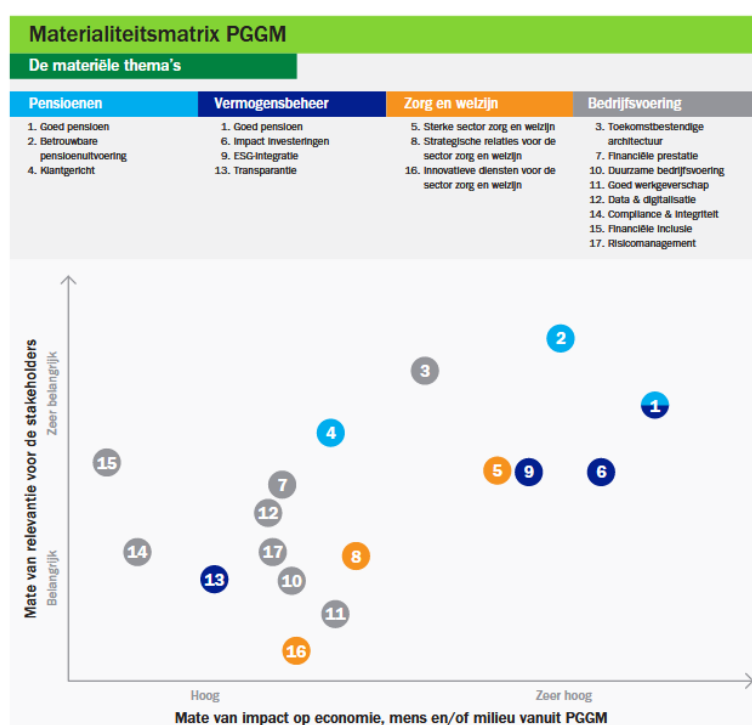 Materialiteitsmatrix PGGM
De materiële thema's
Pensioenen
1. Goed pensioen
2. Betrouwbare
pensioenuitvoering
4. Klantgericht
Vermogensbeheer
1. Goed pensioen
6. Impact investeringen
9. ESG-integratie
13. Transparantie
Zorg en welzijn
5. Sterke sector zorg en welzijn
8. Strategische relaties voor de
sector zorg en welzijn
16. Innovatieve diensten voor de
sector zorg en welzijn
Bedrijfsvoering
3. Toekomstbestendige
architectuur
7. Financiële prestatie
10. Duurzame bedrijfsvoering
11. Goed werkgeverschap
12. Data & digitalisatie
14. Compliance & integriteit
15. Financiële inclusie
17. Risicomanagement
Mate van relevantie voor de stakeholders
Zeer belangrijk
Belangrijk
2
3
1
4
15
5
9
6
7
12
14
17
8
13
10
11
16
Hoog
Zeer hoog
Mate van impact op economie, mens en/of milieu vanuit PGGM